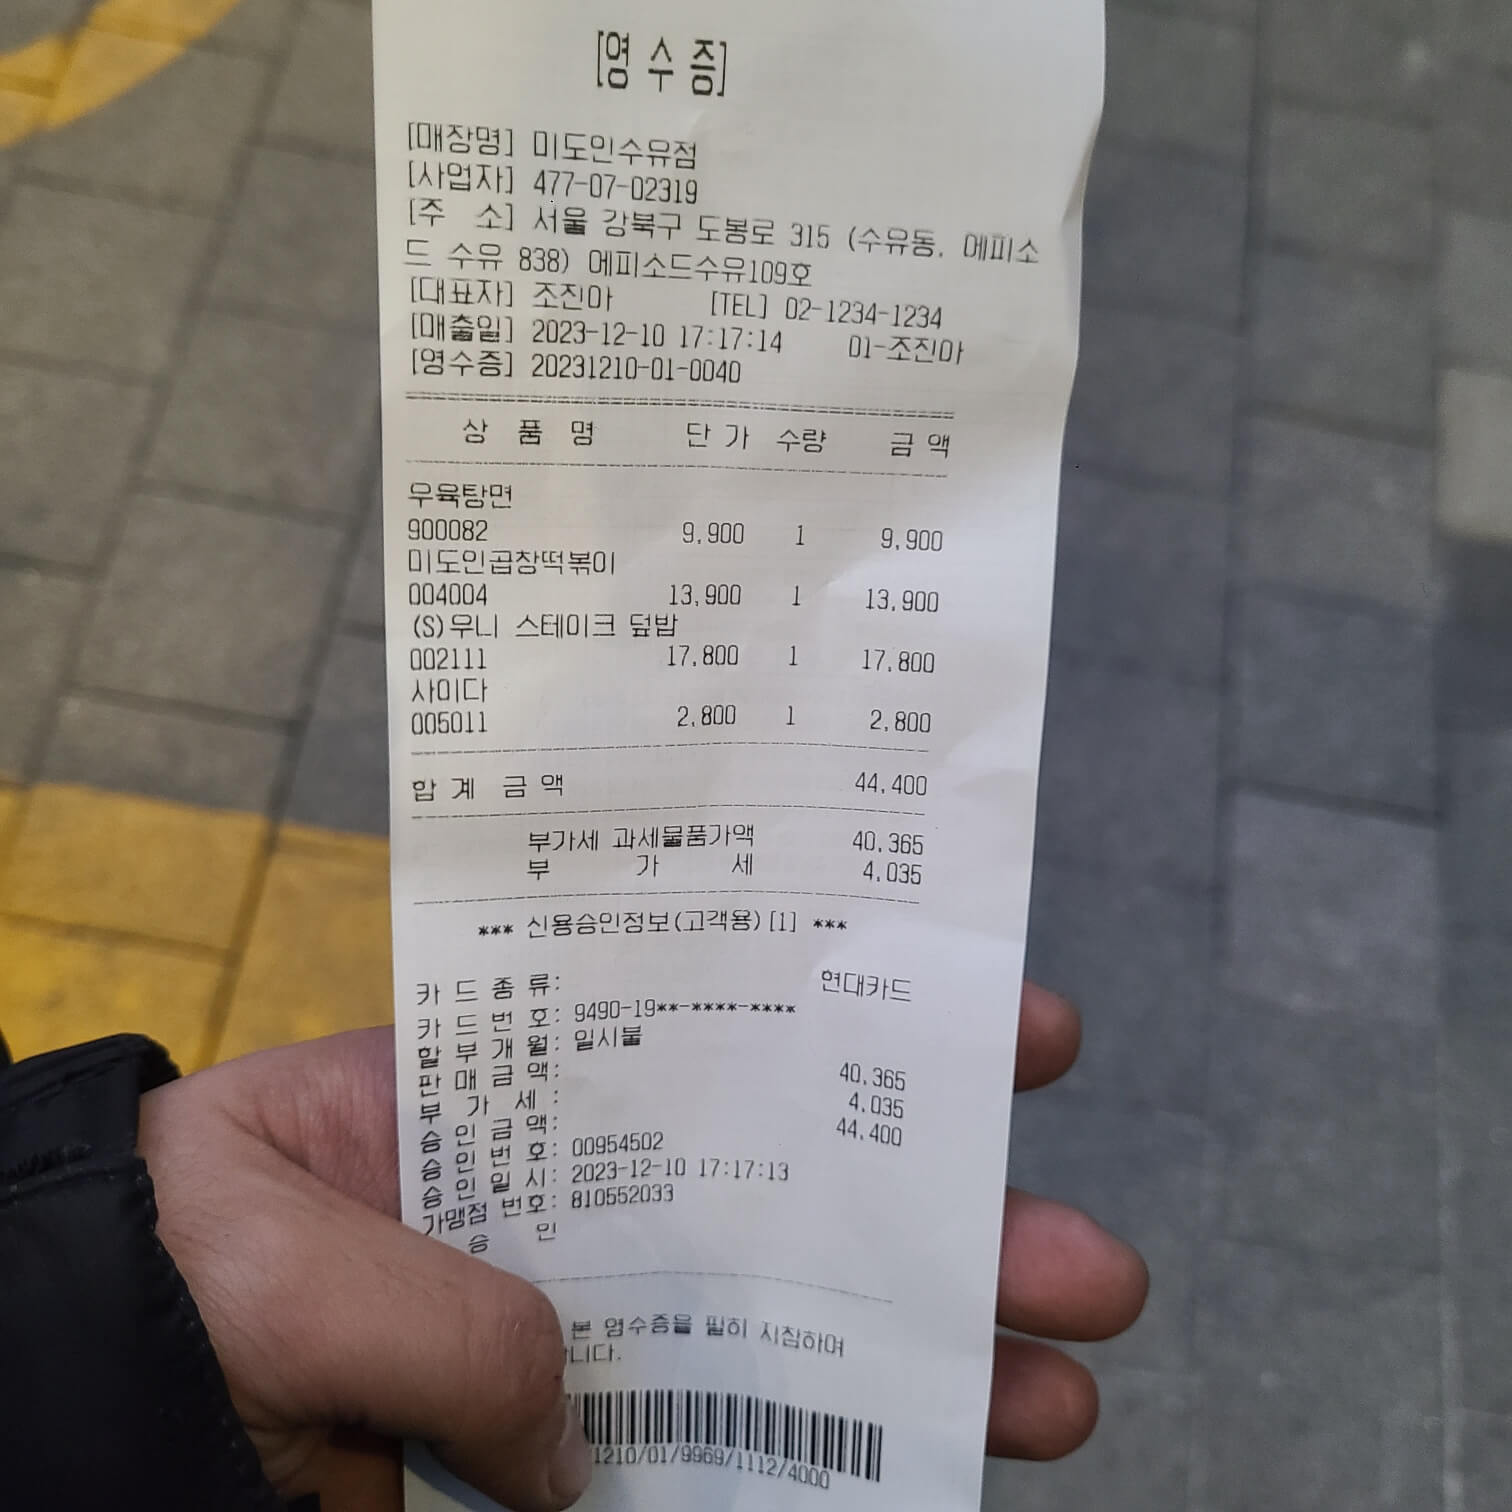 [영수증]
[매장명] 미도인수유점
[사업자] 477-07-02319
[주 소] 서울 강북구 도봉로 315 (수유동, 에피소
드 수유 838) 에피소드수유109호
[대표자] 조진아 [TEL] 02-1234-1234
[매출일] 2023-12-10 17:17:14 01-조진아
[영수증] 20231210-01-0040
상 품 명 단 가 수량 금 액
우육탕면
900082 9,900 1 9,900
미도인곱창떡볶이
004004 13,900 1 13,900
(S)우니 스테이크 덮밥
002111 17,800 1 17,800
사이다
005011 2,800 1 2,800
합 계 금 액 44,400
부가세 과세물품가액 40,365
부 가 세 4,035
*** 신용승인정보(고객용)[1] ***
카 드 종 류: 현대카드
카 드 번 호: 9490-19**-****-****
할 부 개 월: 일시불
판 매 금 액: 40,365
부 가 세 : 4,035
승 인 금 액: 44,400
승 인 번 호: 00954502
승 인 일 시: 2023-12-10 17:17:13
가맹점 번호: 810552033
승 인
본 영수증을 필히 지참하여
니다.
1210/01/9969/1112/4000